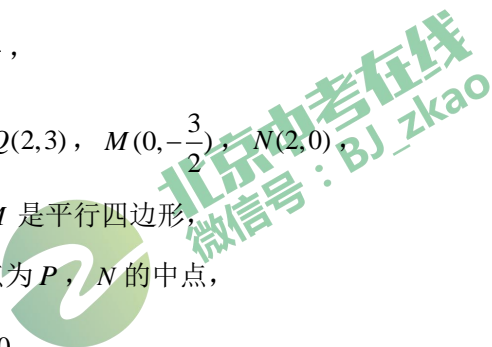 ，
Q(2,3)，M(0,-3/2)，N(2,0)，
M 是平行四边形，
点为 P，N 的中点，
北京中考在线
微信号：BJ_zkao